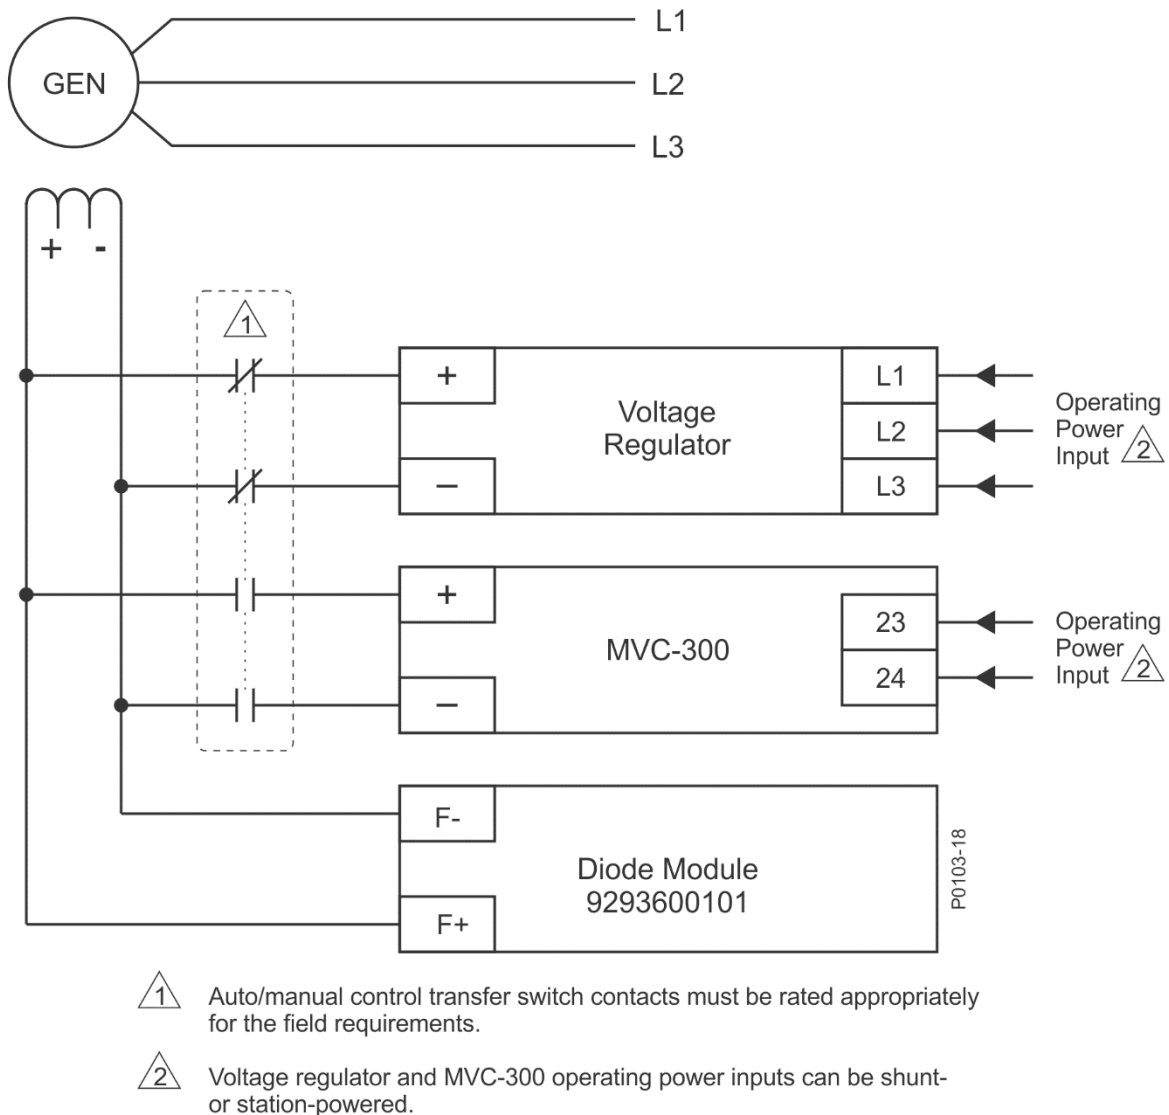 L1
GEN
L2
L3
+ -
1
+
Voltage
Regulator
−
L1
L2
L3
Operating
Power
Input 2
+
MVC-300
−
23
24
Operating
Power
Input 2
F-
Diode Module
9293600101
F+
P0103-18
1 Auto/manual control transfer switch contacts must be rated appropriately
for the field requirements.
2 Voltage regulator and MVC-300 operating power inputs can be shunt-
or station-powered.